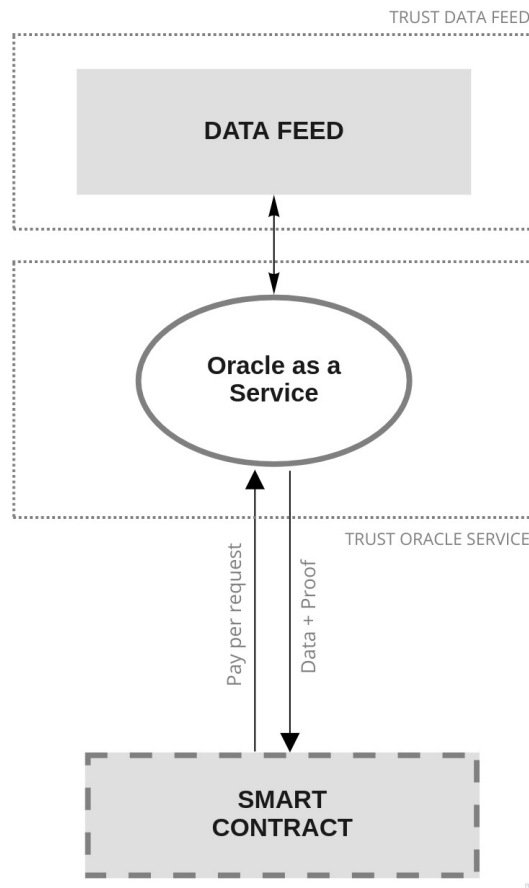 TRUST DATA FEED
DATA FEED
Oracle as a
Service
TRUST ORACLE SERVICE
Pay per request
Data + Proof
SMART
CONTRACT